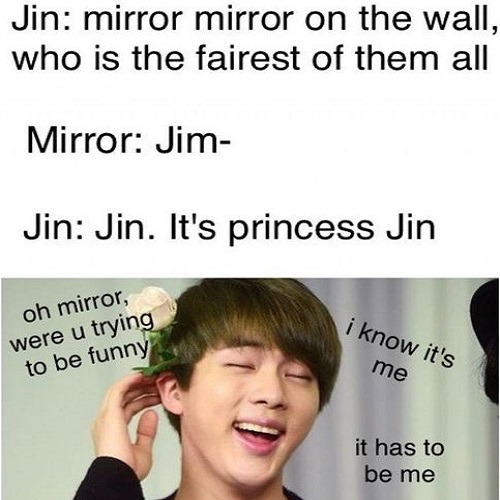 Jin: mirror mirror on the wall,
who is the fairest of them all
Mirror: Jim-
Jin: Jin. It's princess Jin
oh mirror,
were u trying
to be funny
i know it's
me
it has to
be me